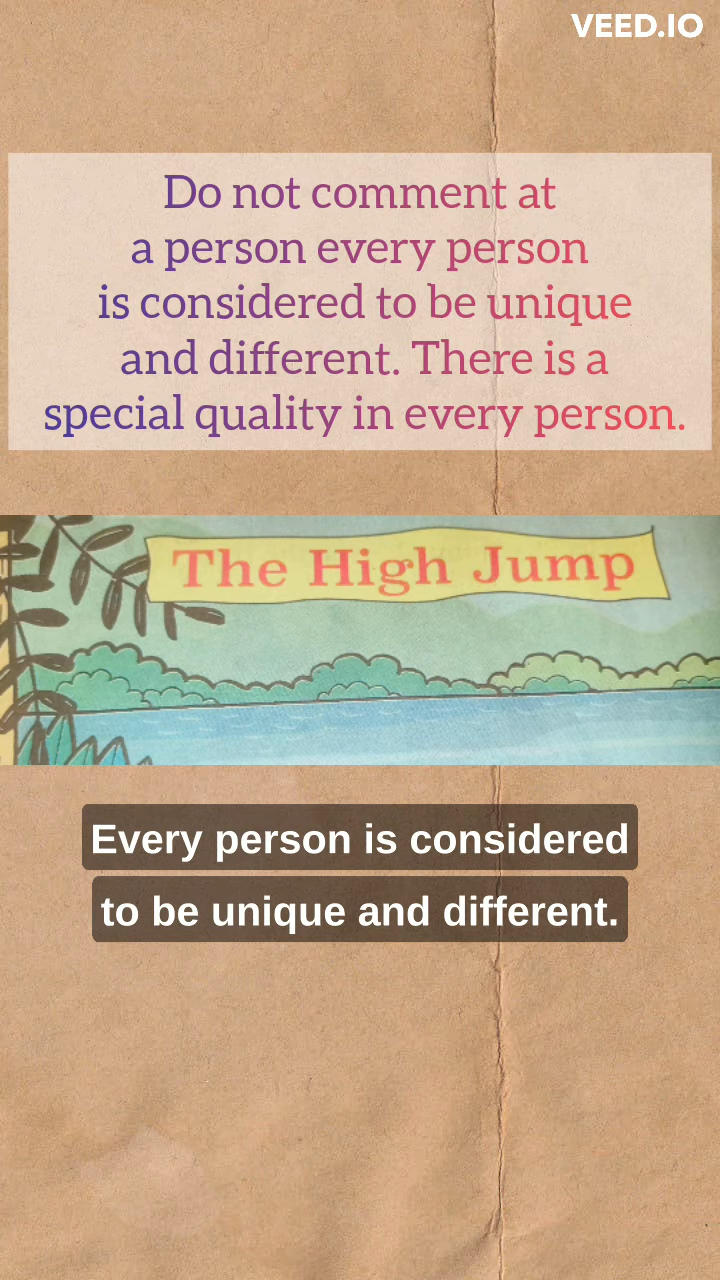 VEED.IO
Do not comment at
a person every person
is considered to be unique
and different. There is a
special quality in every person.
The High Jump
Every person is considered
to be unique and different.